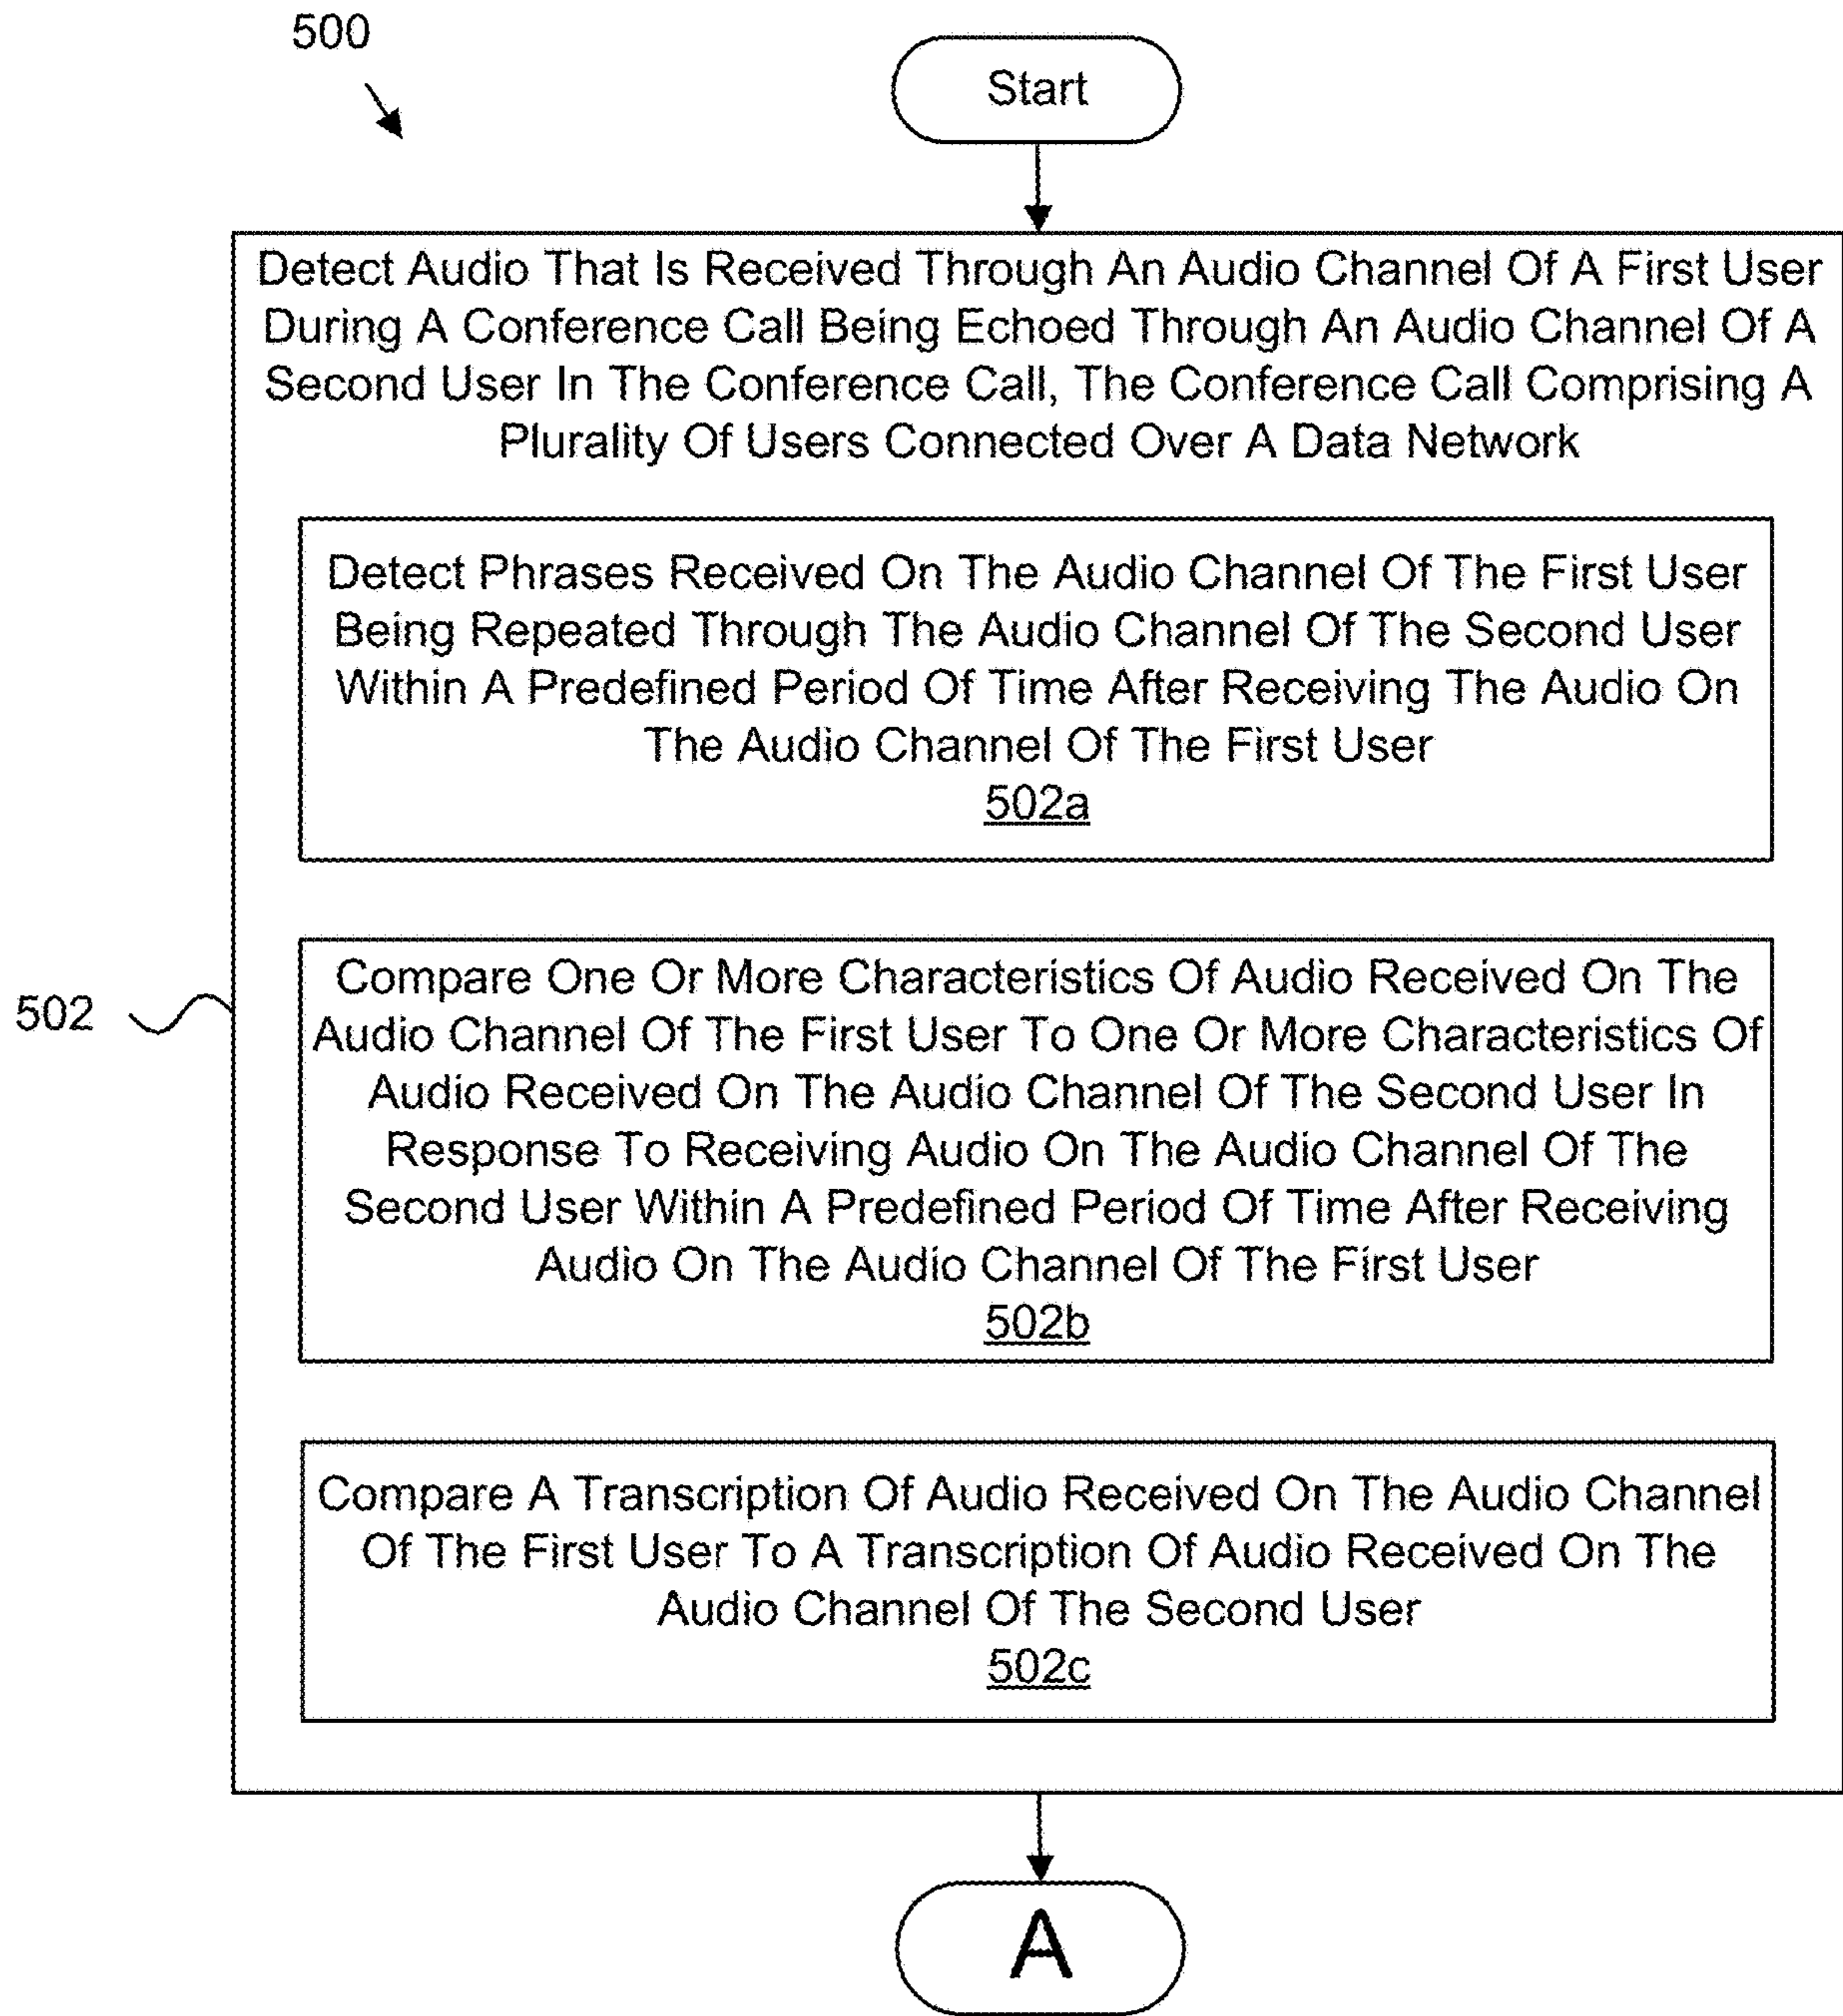 500
Start
Detect Audio That Is Received Through An Audio Channel Of A First User
During A Conference Call Being Echoed Through An Audio Channel Of A
Second User In The Conference Call, The Conference Call Comprising A
Plurality Of Users Connected Over A Data Network
Detect Phrases Received On The Audio Channel Of The First User
Being Repeated Through The Audio Channel Of The Second User
Within A Predefined Period Of Time After Receiving The Audio On
The Audio Channel Of The First User
502a
502
Compare One Or More Characteristics Of Audio Received On The
Audio Channel Of The First User To One Or More Characteristics Of
Audio Received On The Audio Channel Of The Second User In
Response To Receiving Audio On The Audio Channel Of The
Second User Within A Predefined Period Of Time After Receiving
Audio On The Audio Channel Of The First User
502b
Compare A Transcription Of Audio Received On The Audio Channel
Of The First User To A Transcription Of Audio Received On The
Audio Channel Of The Second User
502c
A